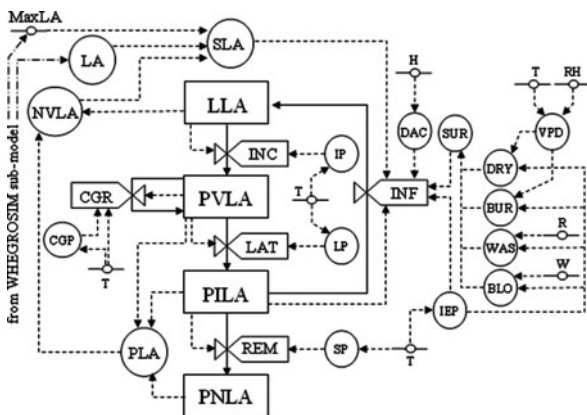 MaxLA
SLA
LA
H
T
RH
NVLA
LLA
DAC
SUR
VPD
INC
IP
DRY
CGR
PVLA
T
INF
BUR
CGP
LAT
LP
WAS
R
T
BLO
W
PILA
IEP
PLA
REM
SP
T
PNLA
from WHEGROSIM sub-model